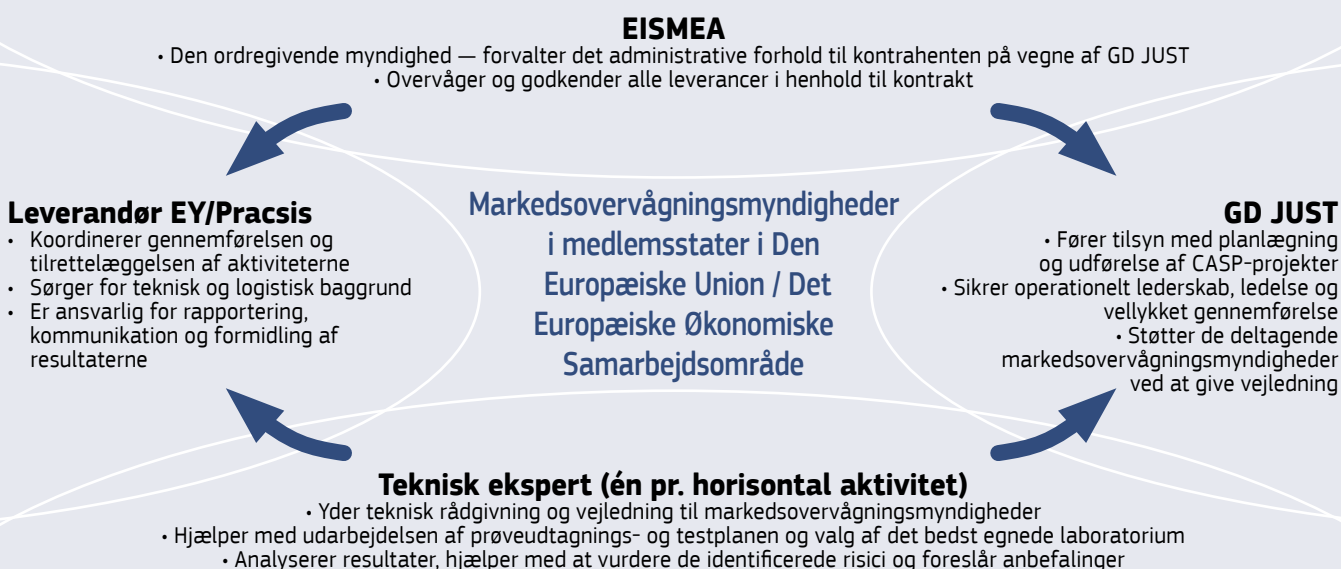 EISMEA
• Den ordregivende myndighed — forvalter det administrative forhold til kontrahenten på vegne af GD JUST
• Overvåger og godkender alle leverancer i henhold til kontrakt
Leverandør EY/Pracsis
• Koordinerer gennemførelsen og
tilrettelæggelsen af aktiviteterne
• Sørger for teknisk og logistisk baggrund
• Er ansvarlig for rapportering,
kommunikation og formidling af
resultaterne
Markedsovervågningsmyndigheder
i medlemsstater i Den
Europæiske Union / Det
Europæiske Økonomiske
Samarbejdsområde
GD JUST
• Fører tilsyn med planlægning
og udførelse af CASP-projekter
• Sikrer operationelt lederskab, ledelse og
vellykket gennemførelse
• Støtter de deltagende
markedsovervågningsmyndigheder
ved at give vejledning
Teknisk ekspert (én pr. horisontal aktivitet)
• Yder teknisk rådgivning og vejledning til markedsovervågningsmyndigheder
• Hjælper med udarbejdelsen af prøveudtagnings- og testplanen og valg af det bedst egnede laboratorium
• Analyserer resultater, hjælper med at vurdere de identificerede risici og foreslår anbefalinger